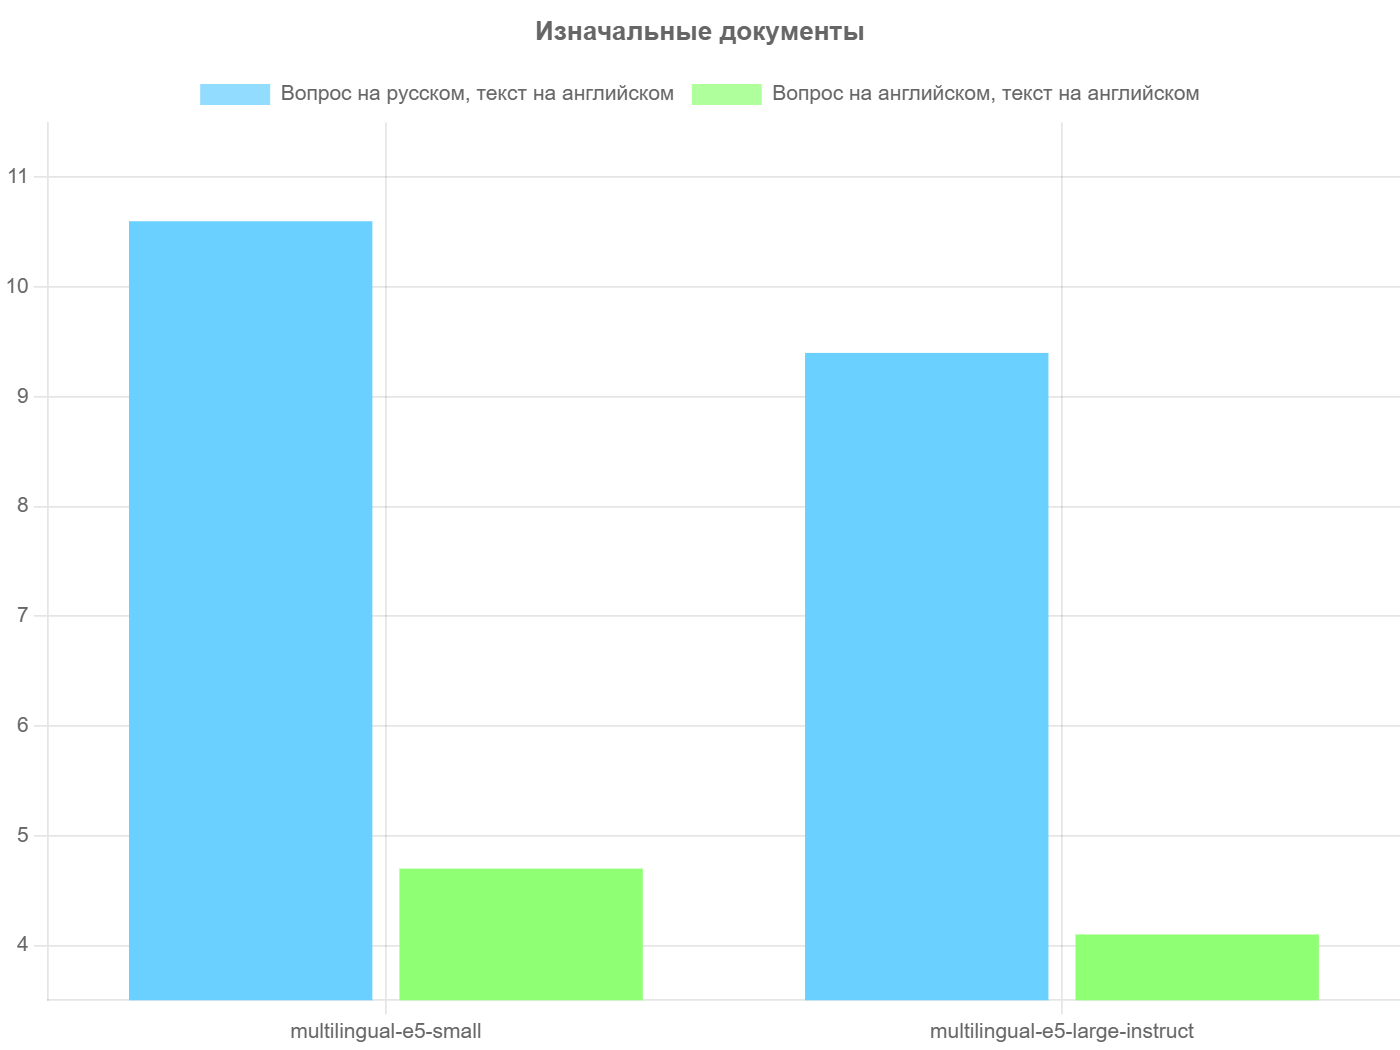 Изначальные документы
Вопрос на русском, текст на английском
Вопрос на английском, текст на английском
11
10
9
8
7
6
5
4
multilingual-e5-small
multilingual-e5-large-instruct